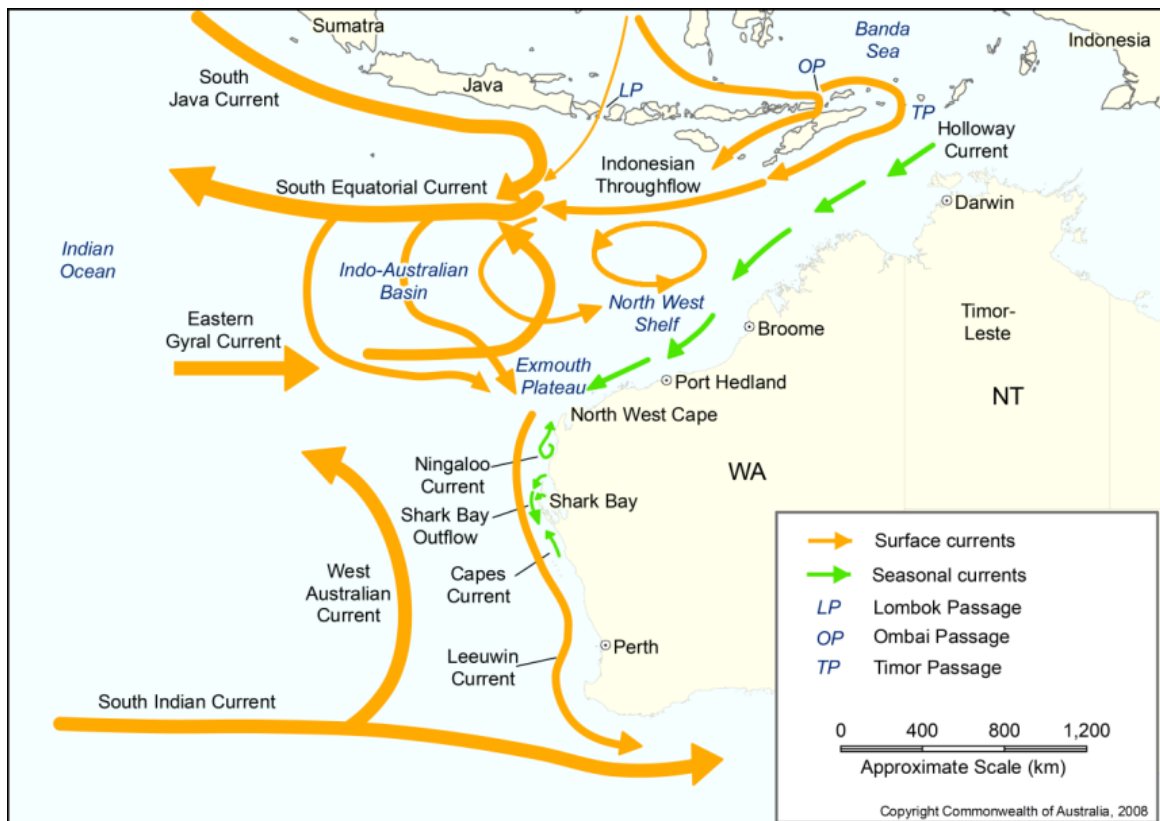 Sumatra
Banda
Sea
Indonesia
South
Java Current
Java
LP
OP
TP
Holloway
Current
Indonesian
Throughflow
South Equatorial Current
Darwin
Indian
Ocean
Indo-Australian
Basin
North West
Shelf
Timor-
Leste
Eastern
Gyral Current
Broome
Exmouth
Plateau
Port Hedland
NT
North West Cape
Ningaloo
Current
WA
Shark Bay
Shark Bay
Outflow
West
Australian
Current
Capes
Current
Perth
Leeuwin
Current
South Indian Current
Surface currents
Seasonal currents
LP Lombok Passage
OP Ombai Passage
TP Timor Passage
0 400 800 1,200
Approximate Scale (km)
Copyright Commonwealth of Australia, 2008